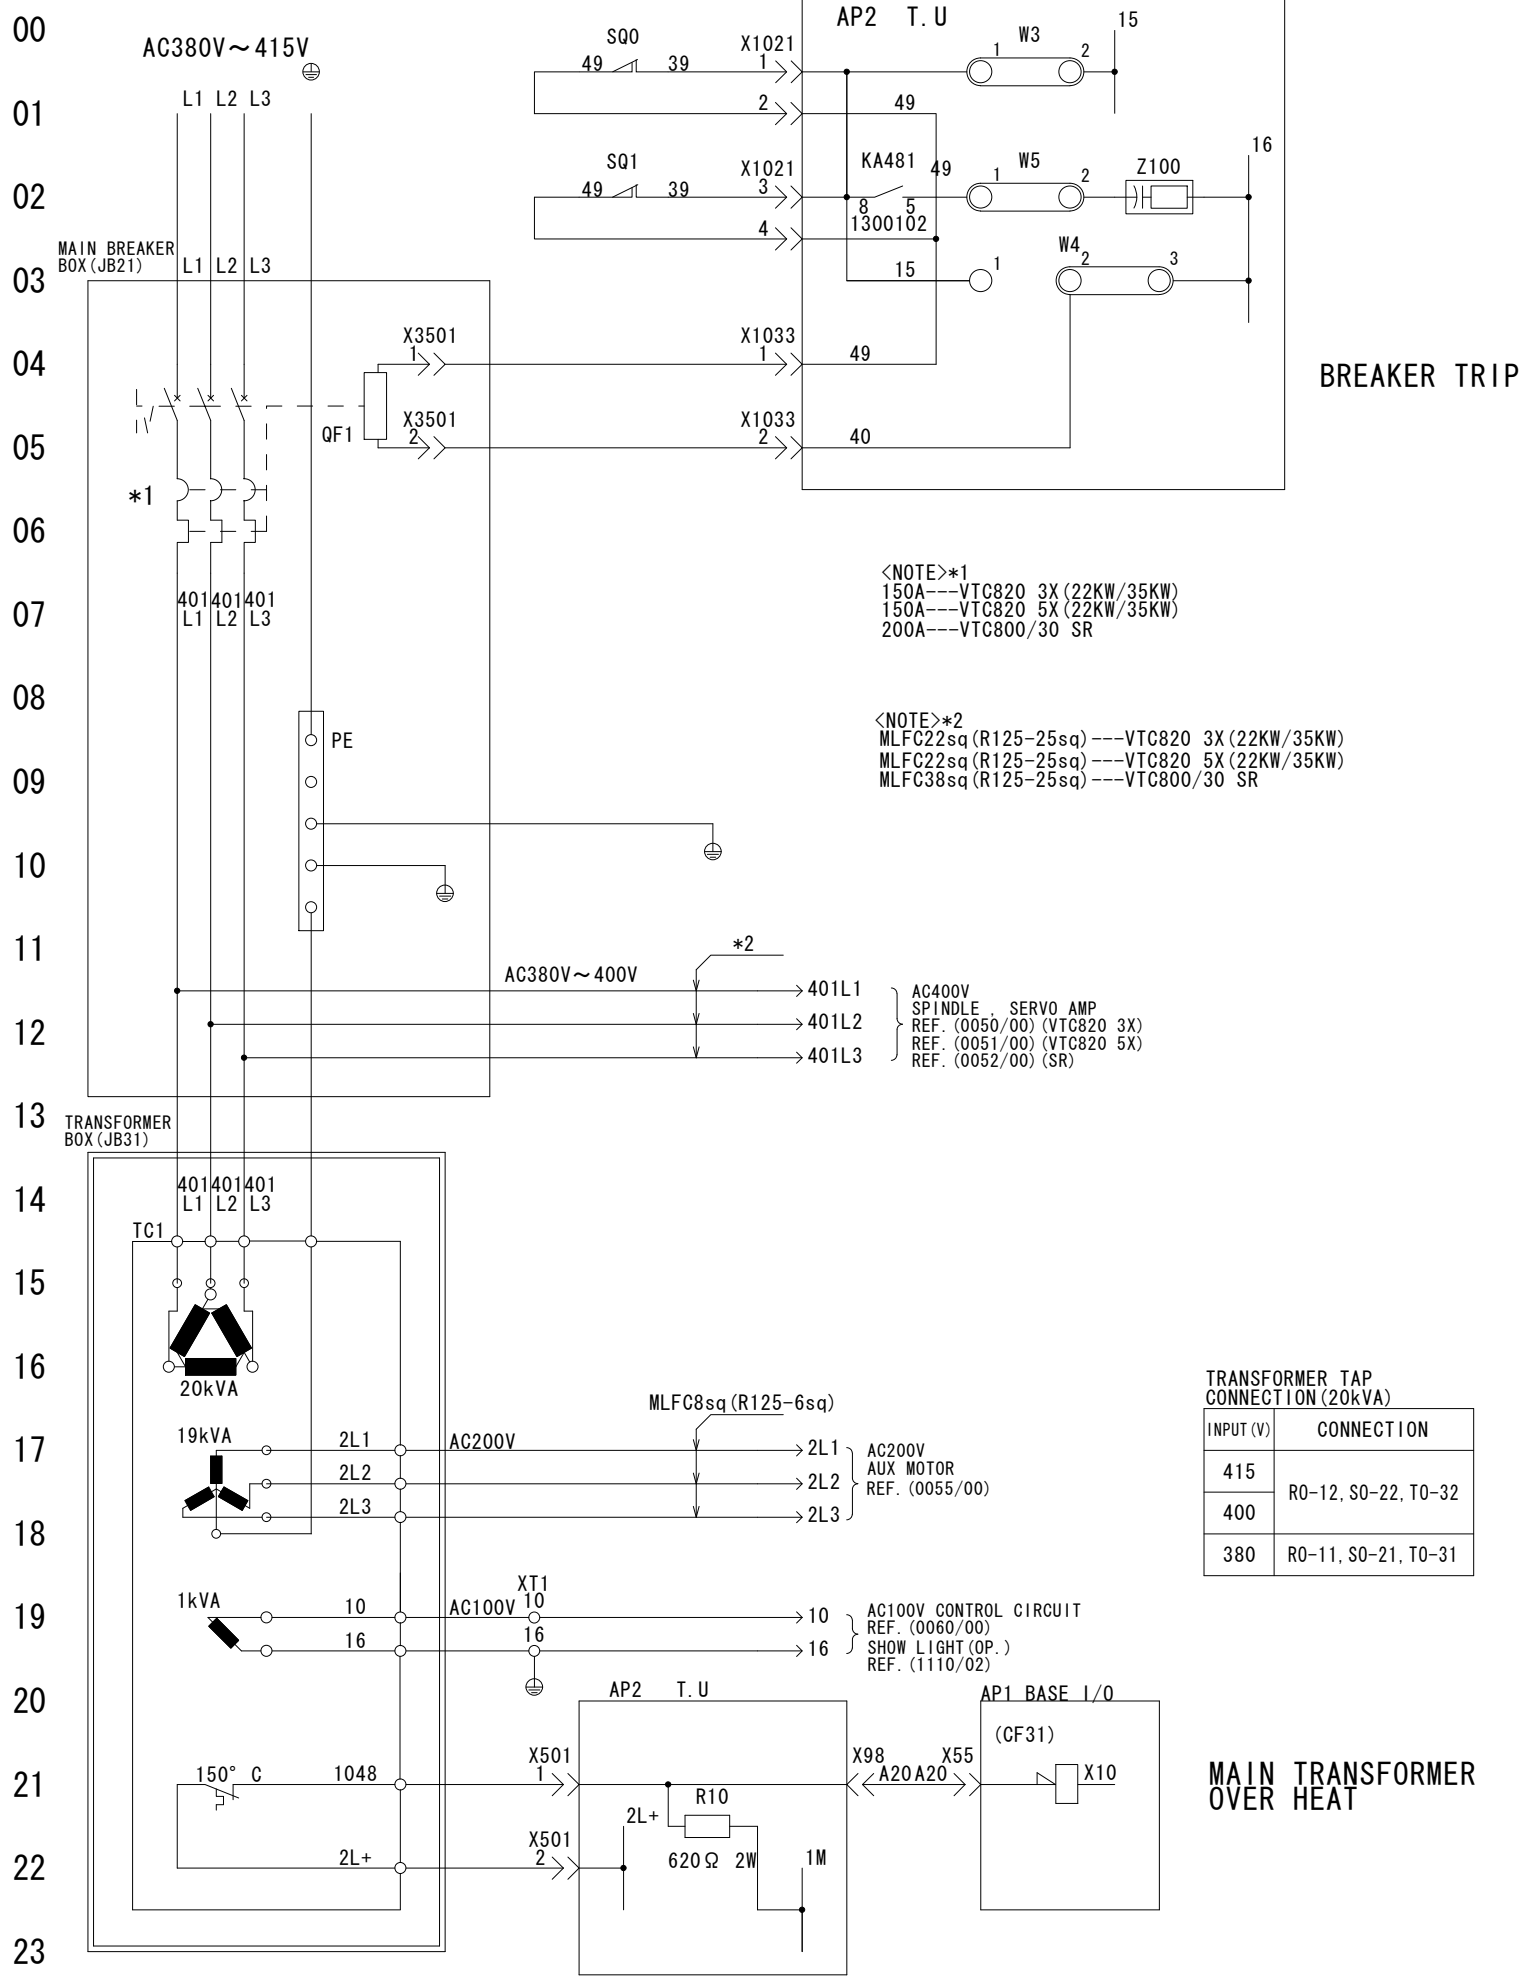 00
AC380V～415V
L1 L2 L3
SQ0
49 39
X1021
1
AP2 T.U
W3
1 2
15
01
2
49
SQ1
49 39
X1021
3
KA481
49
W5
1 2
Z100
16
02
8 5
1300102
4
MAIN BREAKER
BOX(JB21)
L1 L2 L3
W4
2 3
03
15
1
04
X3501
1
X1033
1
49
BREAKER TRIP
QF1
X3501
2
05
X1033
2
40
*1
06
<NOTE>*1
150A---VTC820 3X(22KW/35KW)
150A---VTC820 5X(22KW/35KW)
200A---VTC800/30 SR
07
401 401 401
L1 L2 L3
08
<NOTE>*2
MLFC22sq(R125-25sq)---VTC820 3X(22KW/35KW)
MLFC22sq(R125-25sq)---VTC820 5X(22KW/35KW)
MLFC38sq(R125-25sq)---VTC800/30 SR
PE
09
10
11
*2
AC380V～400V
401L1
401L2
401L3
AC400V
SPINDLE , SERVO AMP
REF.(0050/00)(VTC820 3X)
REF.(0051/00)(VTC820 5X)
REF.(0052/00)(SR)
12
13
TRANSFORMER
BOX(JB31)
14
401 401 401
L1 L2 L3
TC1
15
16
20kVA
TRANSFORMER TAP
CONNECTION(20kVA)
INPUT(V) CONNECTION
415
400
R0-12,S0-22,T0-32
380 R0-11,S0-21,T0-31
MLFC8sq(R125-6sq)
17
19kVA
2L1
AC200V
2L1
2L2
2L2
2L3
2L3
AC200V
AUX MOTOR
REF.(0055/00)
18
19
1kVA
10
AC100V
XT1
10
10
16
16
16
AC100V CONTROL CIRCUIT
REF.(0060/00)
SHOW LIGHT(OP.)
REF.(1110/02)
20
AP2 T.U
AP1 BASE I/O
(CF31)
21
150° C
1048
X501
1
X98
A20 A20
X55
X10
MAIN TRANSFORMER
OVER HEAT
R10
2L+
620Ω 2W
22
2L+
X501
2
1M
23